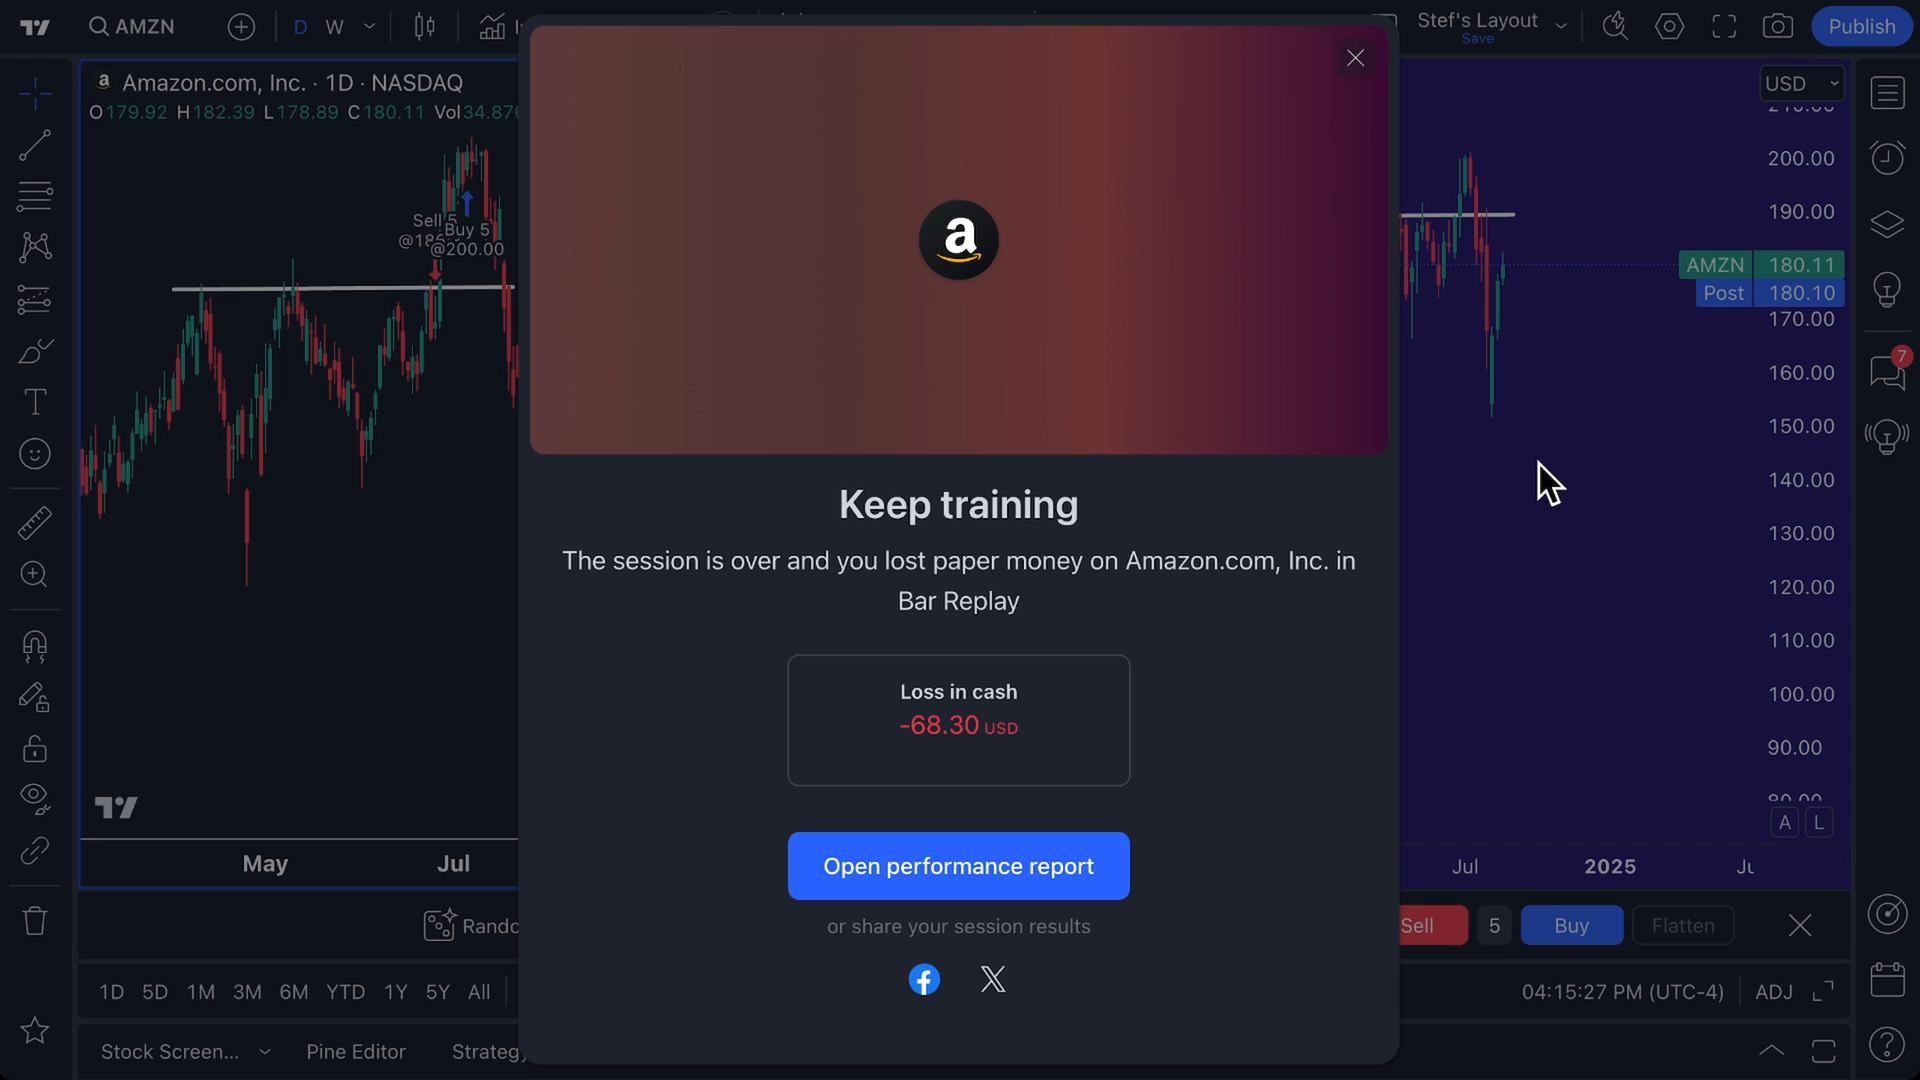 AMZN
D W
Stef's Layout
Save
Publish
a Amazon.com, Inc. · 1D · NASDAQ
O179.92 H182.39 L178.89 C180.11 Vol34.876
Sell 5
Buy 5
@200.00
May
Jul
a
Keep training
The session is over and you lost paper money on Amazon.com, Inc. in
Bar Replay
Loss in cash
-68.30 USD
Open performance report
or share your session results
USD
200.00
190.00
AMZN 180.11
Post 180.10
170.00
160.00
150.00
140.00
130.00
120.00
110.00
100.00
90.00
A L
Jul 2025
7
Sell 5 Buy Flatten
1D 5D 1M 3M 6M YTD 1Y 5Y All
04:15:27 PM (UTC-4) ADJ
Stock Screen... Pine Editor